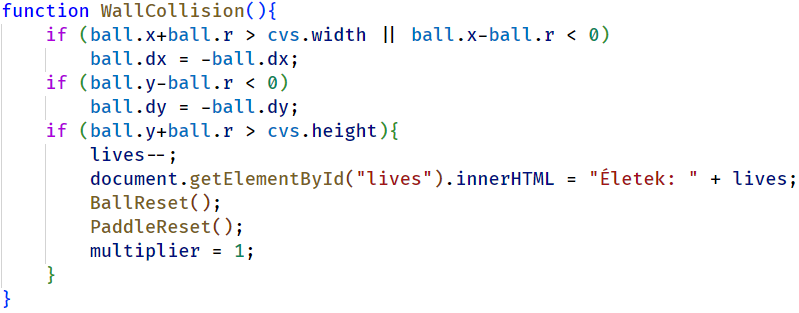 function WallCollision(){
if (ball.x+ball.r > cvs.width || ball.x-ball.r < 0)
ball.dx = -ball.dx;
if (ball.y-ball.r < 0)
ball.dy = -ball.dy;
if (ball.y+ball.r > cvs.height){
lives--;
document.getElementById("lives").innerHTML = "Életek: " + lives;
BallReset();
PaddleReset();
multiplier = 1;
}
}